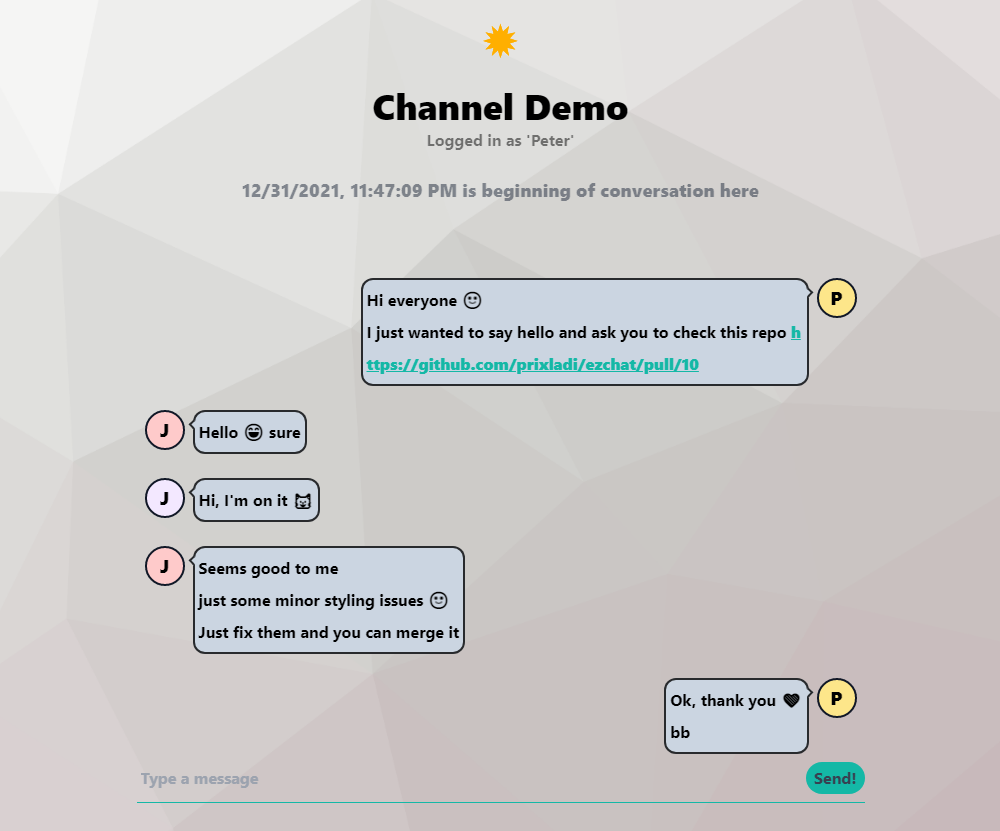 Channel Demo
Logged in as 'Peter'
12/31/2021, 11:47:09 PM is beginning of conversation here
Hi everyone 🙂
I just wanted to say hello and ask you to check this repo h
ttps://github.com/prixladi/ezchat/pull/10
P
J
Hello 😄 sure
J
Hi, I'm on it 😺
J
Seems good to me
just some minor styling issues 🙂
Just fix them and you can merge it
Ok, thank you 🖤
bb
P
Type a message
Send!